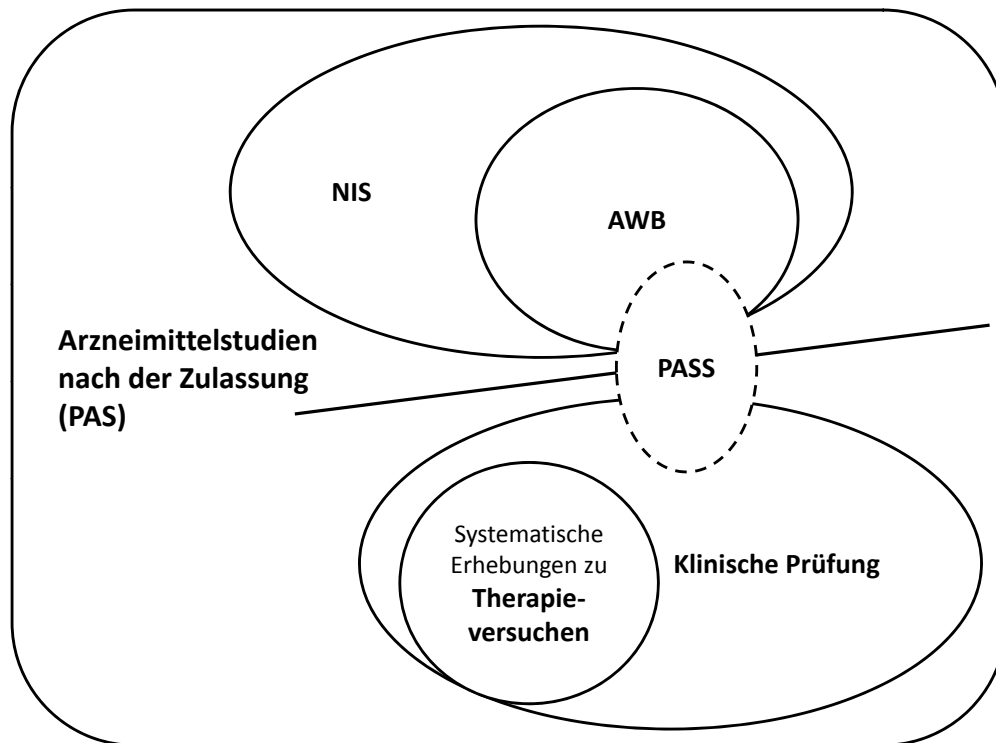 NIS
AWB
Arzneimittelstudien
nach der Zulassung
(PAS)
PASS
Systematische
Erhebungen zu
Therapie-
versuchen
Klinische Prüfung